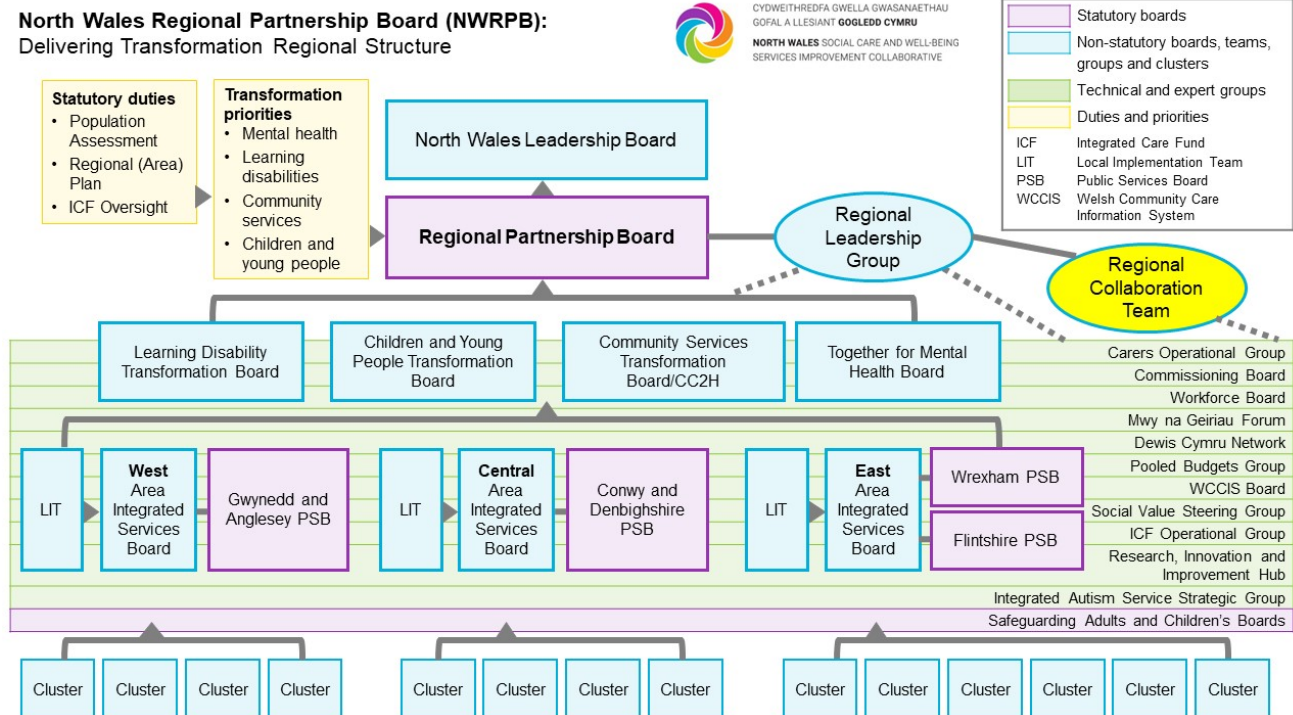 North Wales Regional Partnership Board (NWRPB):
Delivering Transformation Regional Structure
CYDWEITHREDFA GWELLA GWASANAETHAU
GOFAL A LLESIANT GOGLEDD CYMRU
NORTH WALES SOCIAL CARE AND WELL-BEING
SERVICES IMPROVEMENT COLLABORATIVE
Statutory boards
Non-statutory boards, teams,
groups and clusters
Technical and expert groups
Duties and priorities
ICF Integrated Care Fund
LIT Local Implementation Team
PSB Public Services Board
WCCIS Welsh Community Care
Information System
Statutory duties
• Population
Assessment
• Regional (Area)
Plan
• ICF Oversight
Transformation
priorities
• Mental health
• Learning
disabilities
• Community
services
• Children and
young people
North Wales Leadership Board
Regional Partnership Board
Regional
Leadership
Group
Regional
Collaboration
Team
Learning Disability
Transformation Board
Children and Young
People Transformation
Board
Community Services
Transformation
Board/CC2H
Together for Mental
Health Board
Carers Operational Group
Commissioning Board
Workforce Board
Mwy na Geiriau Forum
Dewis Cymru Network
Pooled Budgets Group
WCCIS Board
Social Value Steering Group
ICF Operational Group
Research, Innovation and
Improvement Hub
Integrated Autism Service Strategic Group
Safeguarding Adults and Children's Boards
LIT
West
Area
Integrated
Services
Board
Gwynedd and
Anglesey PSB
LIT
Central
Area
Integrated
Services
Board
Conwy and
Denbighshire
PSB
LIT
East
Area
Integrated
Services
Board
Wrexham PSB
Flintshire PSB
Cluster
Cluster
Cluster
Cluster
Cluster
Cluster
Cluster
Cluster
Cluster
Cluster
Cluster
Cluster
Cluster
Cluster